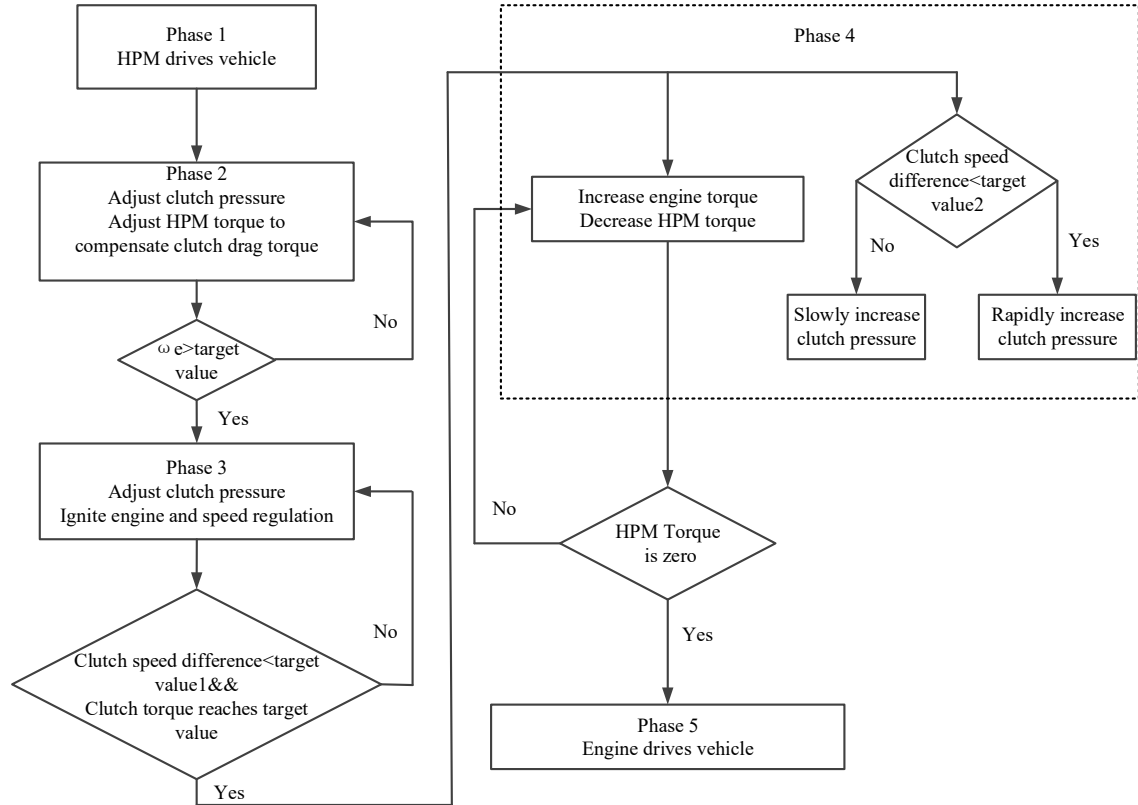 Phase 1
HPM drives vehicle
Phase 2
Adjust clutch pressure
Adjust HPM torque to
compensate clutch drag torque
No
ωe>target
value
Yes
Phase 3
Adjust clutch pressure
Ignite engine and speed regulation
No
Clutch speed difference<target
value1&&
Clutch torque reaches target
value
Yes
Phase 4
Increase engine torque
Decrease HPM torque
Clutch speed
difference<target
value2
No
Yes
Slowly increase
clutch pressure
Rapidly increase
clutch pressure
No
HPM Torque
is zero
Yes
Phase 5
Engine drives vehicle